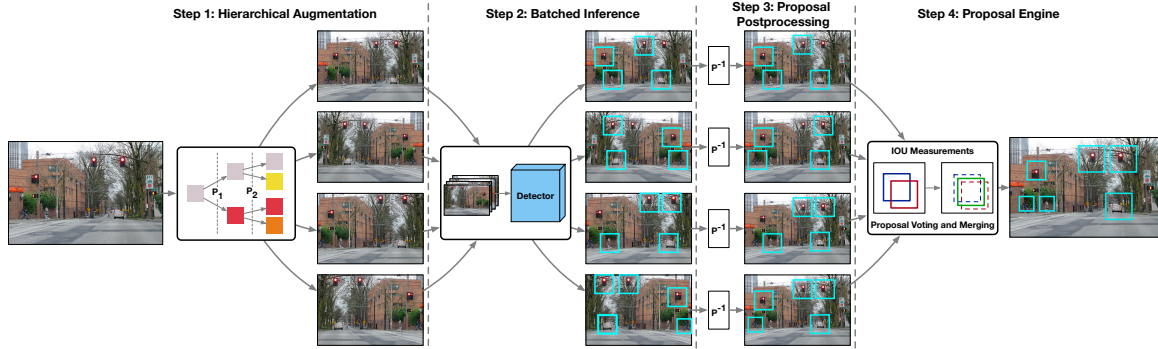 Step 1: Hierarchical Augmentation
Step 2: Batched Inference
Step 3: Proposal
Postprocessing
Step 4: Proposal Engine
P1
P2
Detector
P-1
P-1
P-1
P-1
IOU Measurements
Proposal Voting and Merging